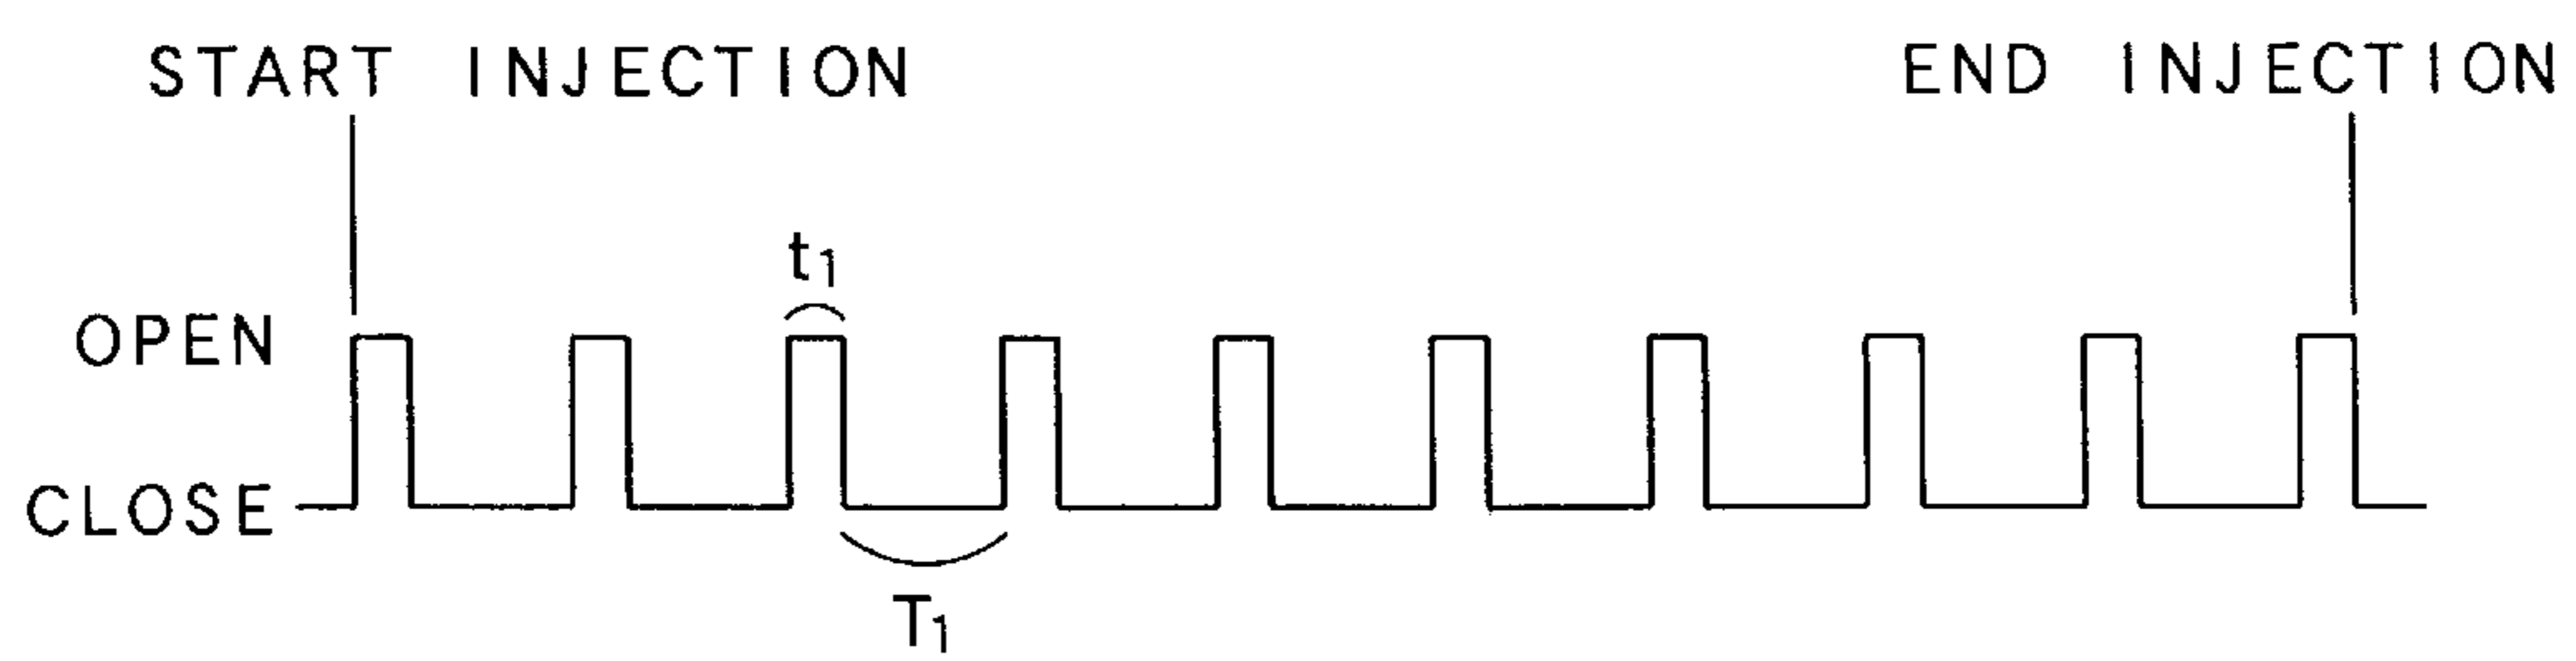 START INJECTION END INJECTION
t1
OPEN
CLOSE
T1